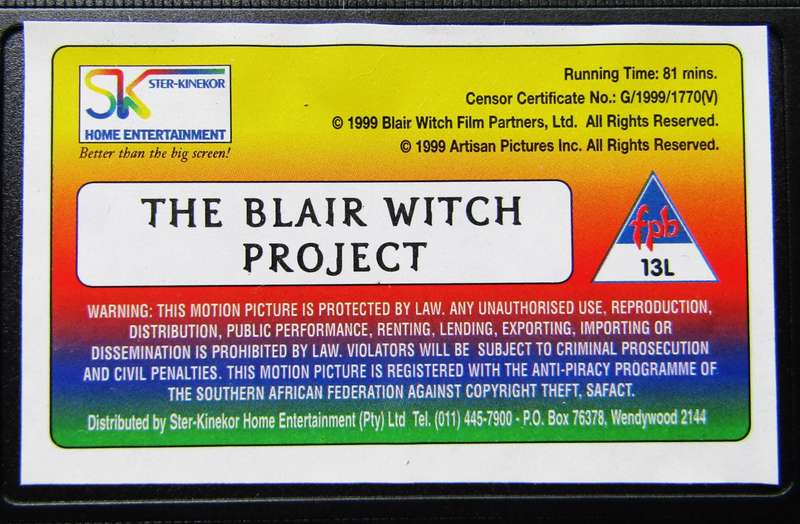 SK STER-KINEKOR
HOME ENTERTAINMENT
Better than the big screen!
Running Time: 81 mins.
Censor Certificate No.: G/1999/1770(V)
© 1999 Blair Witch Film Partners, Ltd. All Rights Reserved.
© 1999 Artisan Pictures Inc. All Rights Reserved.
THE BLAIR WITCH
PROJECT
fpb
13L
WARNING: THIS MOTION PICTURE IS PROTECTED BY LAW. ANY UNAUTHORISED USE, REPRODUCTION,
DISTRIBUTION, PUBLIC PERFORMANCE, RENTING, LENDING, EXPORTING, IMPORTING OR
DISSEMINATION IS PROHIBITED BY LAW. VIOLATORS WILL BE SUBJECT TO CRIMINAL PROSECUTION
AND CIVIL PENALTIES. THIS MOTION PICTURE IS REGISTERED WITH THE ANTI-PIRACY PROGRAMME OF
THE SOUTHERN AFRICAN FEDERATION AGAINST COPYRIGHT THEFT, SAFACT.
Distributed by Ster-Kinekor Home Entertainment (Pty) Ltd Tel. (011) 445-7900 - P.O. Box 76378, Wendywood 2144